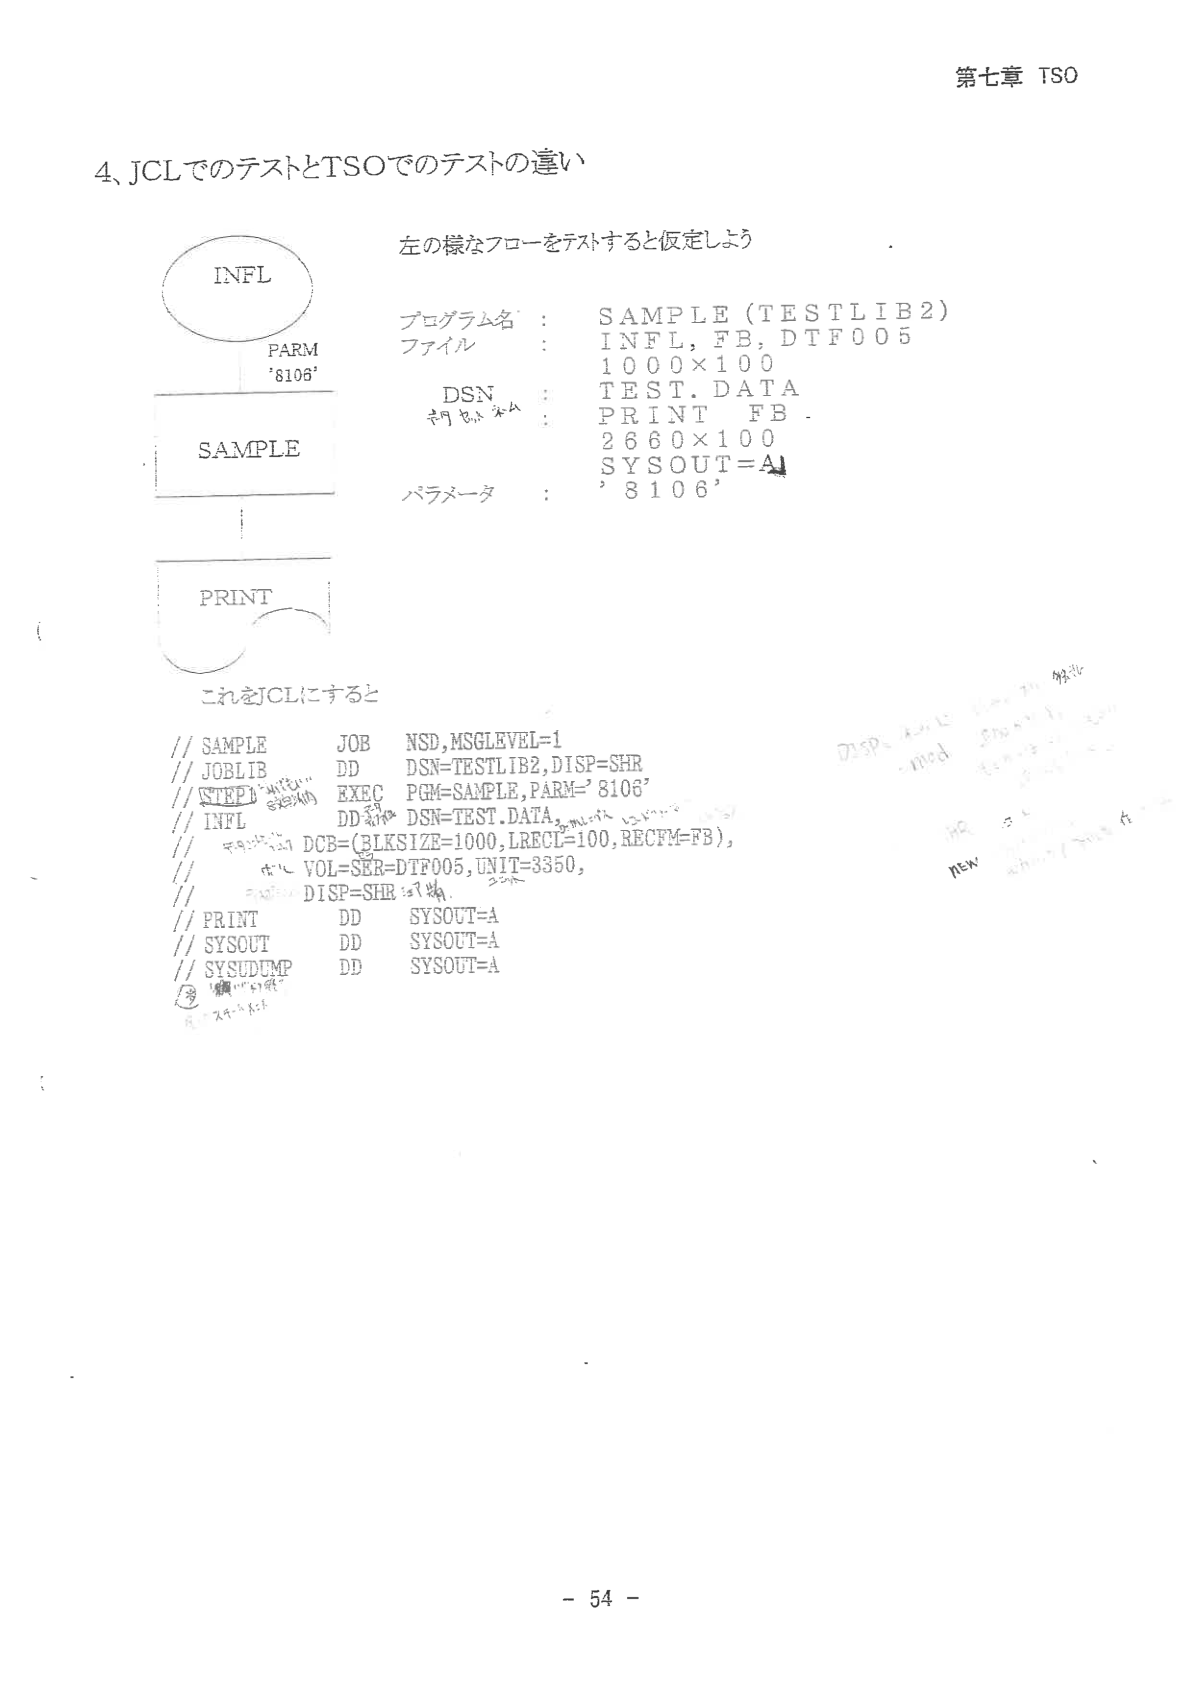 第七章 TSO
4、JCLでのテストとTSOでのテストの違い
左の様なフローをテストすると仮定しよう
INFL
PARM
'8106'
SAMPLE
PRINT
プログラム名 : SAMPLE(TESTLIB2)
ファイル : INFL, FB, DTF005
1000×100
DSN : TEST.DATA
: PRINT FB
2660×100
SYSOUT=A
パラメータ : '8106'
これをJCLにすると
// SAMPLE JOB NSD,MSGLEVEL=1
// JOBLIB DD DSN=TESTLIB2,DISP=SHR
// STEP1 EXEC PGM=SAMPLE,PARM='8106'
// INFL DD DSN=TEST.DATA,
// DCB=(BLKSIZE=1000,LRECL=100,RECFM=FB),
// VOL=SER=DTF005,UNIT=3350,
// DISP=SHR
// PRINT DD SYSOUT=A
// SYSOUT DD SYSOUT=A
// SYSUDUMP DD SYSOUT=A
DISP=
mod
NEW
- 54 -